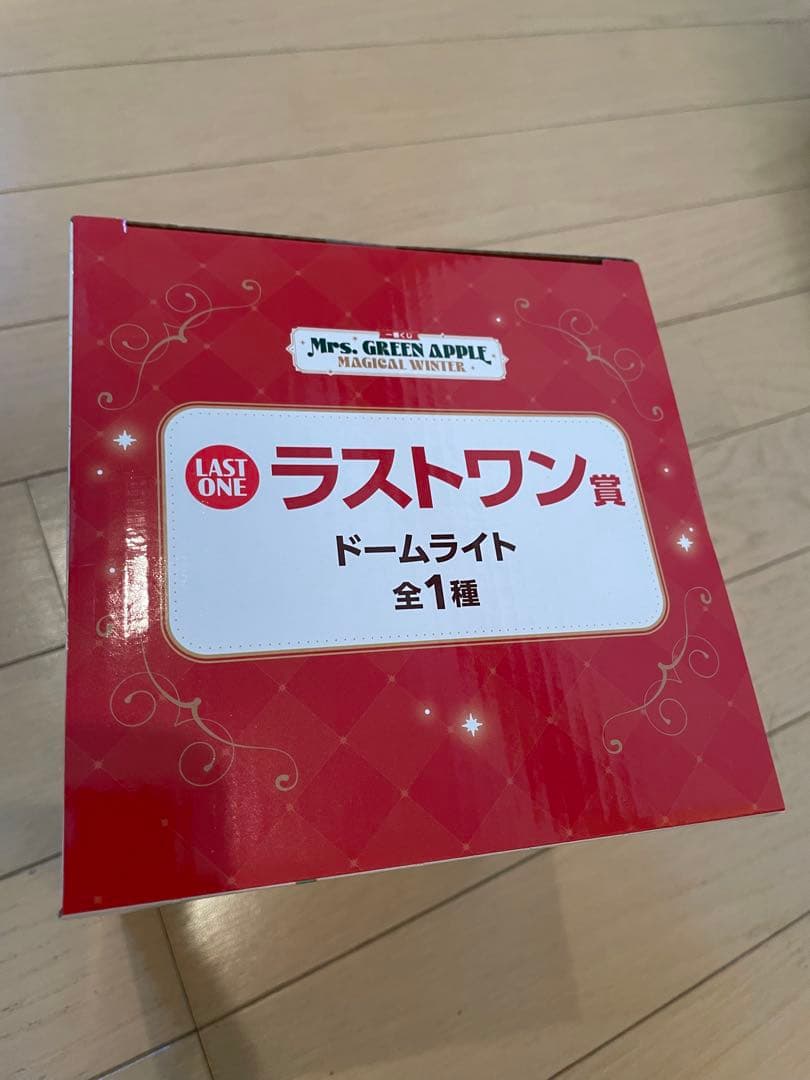 一番くじ
Mrs. GREEN APPLE
MAGICAL WINTER
LAST ONE ラストワン賞
ドームライト
全1種